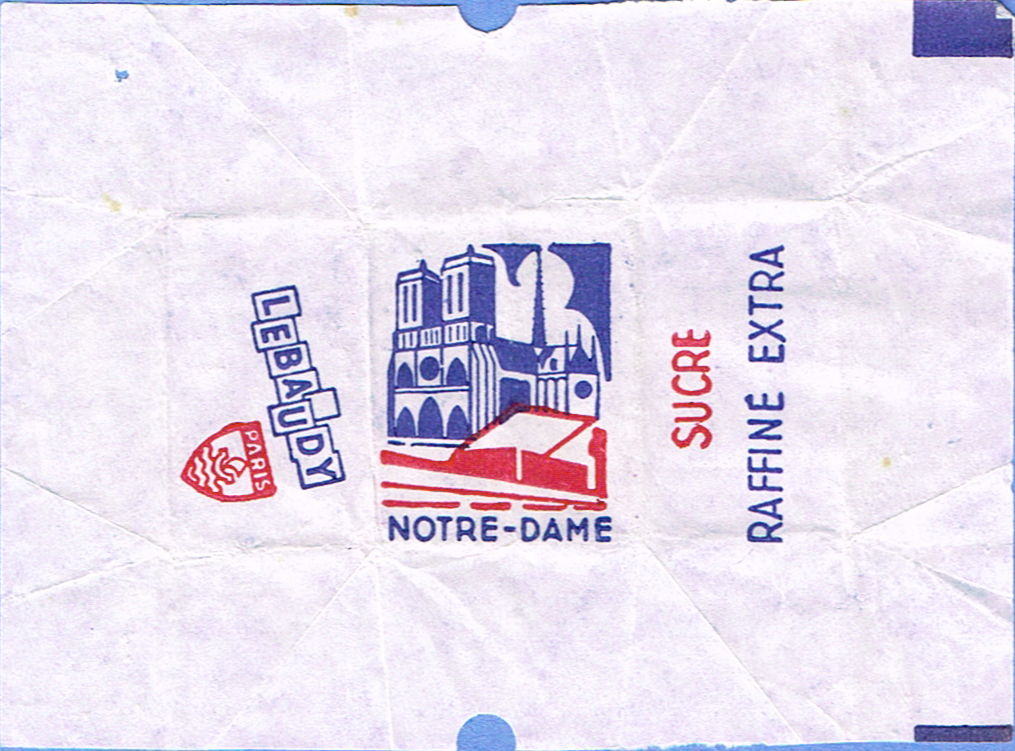 LEBAUDY
PARIS
NOTRE-DAME
SUCRE
RAFFINÉ EXTRA